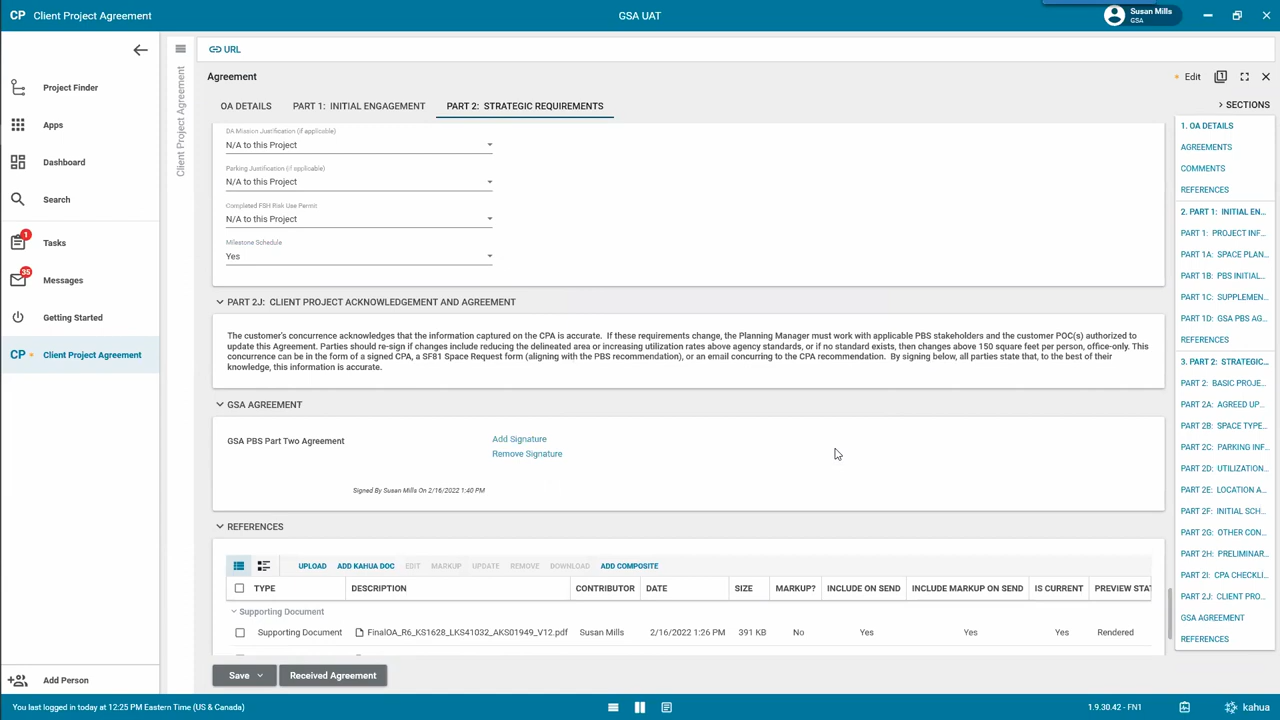 CP Client Project Agreement
GSA UAT
Susan Mills
GSA
URL
Agreement
Edit
OA DETAILS
PART 1: INITIAL ENGAGEMENT
PART 2: STRATEGIC REQUIREMENTS
SECTIONS
Project Finder
Apps
Dashboard
Search
1
Tasks
35
Messages
Getting Started
CP Client Project Agreement
Add Person
Client Project Agreement
DA Mission Justification (if applicable)
N/A to this Project
Parking Justification (if applicable)
N/A to this Project
Completed FSH Risk Use Permit
N/A to this Project
Milestone Schedule
Yes
PART 2J: CLIENT PROJECT ACKNOWLEDGEMENT AND AGREEMENT
The customer's concurrence acknowledges that the information captured on the CPA is accurate. If these requirements change, the Planning Manager must work with applicable PBS stakeholders and the customer POC(s) authorized to
update this Agreement. Parties should re-sign if changes include reducing the delineated area or increasing utilization rates above agency standards, or if no standard exists, then changes above 150 square feet per person, office-only. This
concurrence can be in the form of a signed CPA, a SF81 Space Request form (aligning with the PBS recommendation), or an email concurring to the CPA recommendation. By signing below, all parties state that, to the best of their
knowledge, this information is accurate.
GSA AGREEMENT
GSA PBS Part Two Agreement
Add Signature
Remove Signature
Signed By Susan Mills On 2/16/2022 1:40 PM
REFERENCES
UPLOAD ADD KAHUA DOC EDIT MARKUP UPDATE REMOVE DOWNLOAD ADD COMPOSITE
TYPE DESCRIPTION CONTRIBUTOR DATE SIZE MARKUP? INCLUDE ON SEND INCLUDE MARKUP ON SEND IS CURRENT PREVIEW STAT
Supporting Document
Supporting Document FinalOA_R6_KS1628_LKS41032_AKS01949_V12.pdf Susan Mills 2/16/2022 1:26 PM 391 KB No Yes Yes Yes Rendered
Save
Received Agreement
1. OA DETAILS
AGREEMENTS
COMMENTS
REFERENCES
2. PART 1: INITIAL EN...
PART 1: PROJECT INF...
PART 1A: SPACE PLAN...
PART 1B: PBS INITIAL...
PART 1C: SUPPLEMEN...
PART 1D: GSA PBS AG...
REFERENCES
3. PART 2: STRATEGIC...
PART 2: BASIC PROJE...
PART 2A: AGREED UP...
PART 2B: SPACE TYPE...
PART 2C: PARKING INF...
PART 2D: UTILIZATION...
PART 2E: LOCATION A...
PART 2F: INITIAL SCH...
PART 2G: OTHER CON...
PART 2H: PRELIMINAR...
PART 2I: CPA CHECKLI...
PART 2J: CLIENT PRO...
GSA AGREEMENT
REFERENCES
You last logged in today at 12:25 PM Eastern Time (US & Canada)
1.9.30.42 - FN1
kahua